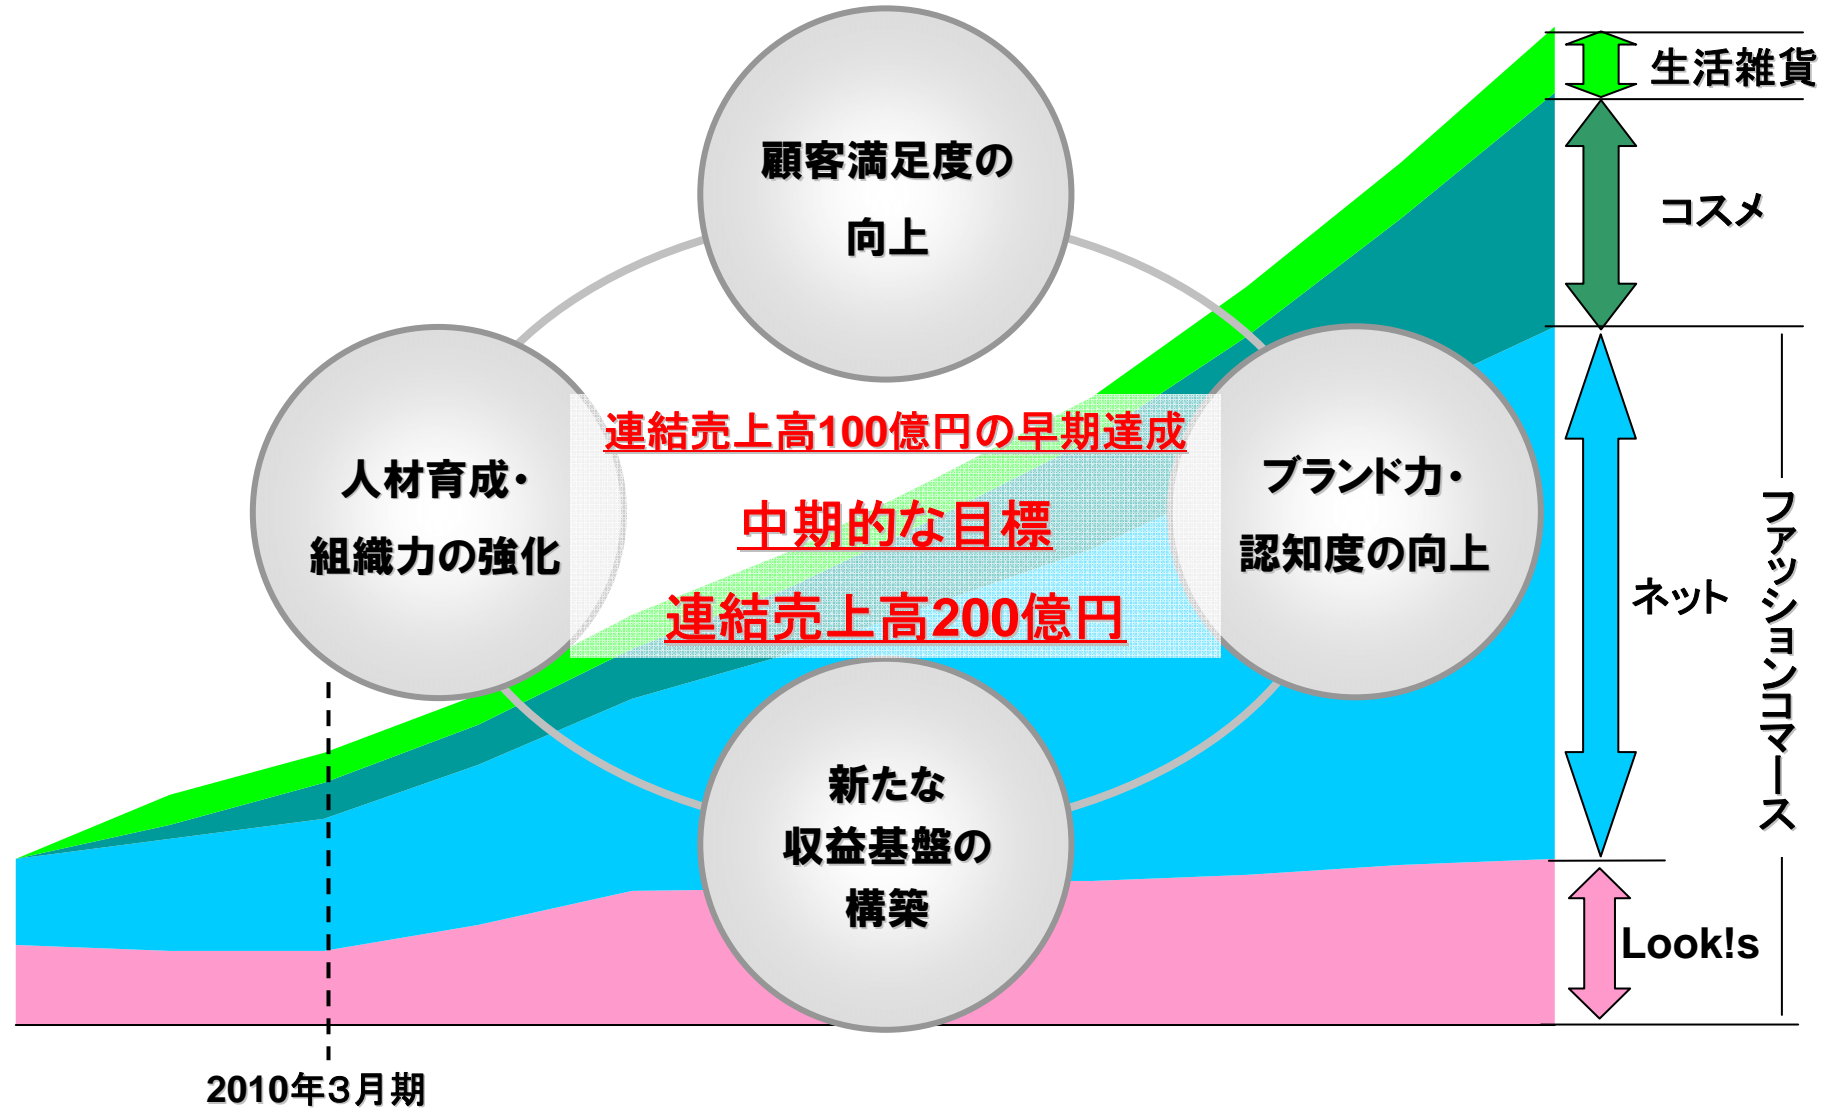 顧客満足度の
向上
人材育成・
組織力の強化
連結売上高100億円の早期達成
中期的な目標
連結売上高200億円
ブランド力・
認知度の向上
新たな
収益基盤の
構築
生活雑貨
コスメ
ネット
ファッションコマース
Look!s
2010年３月期